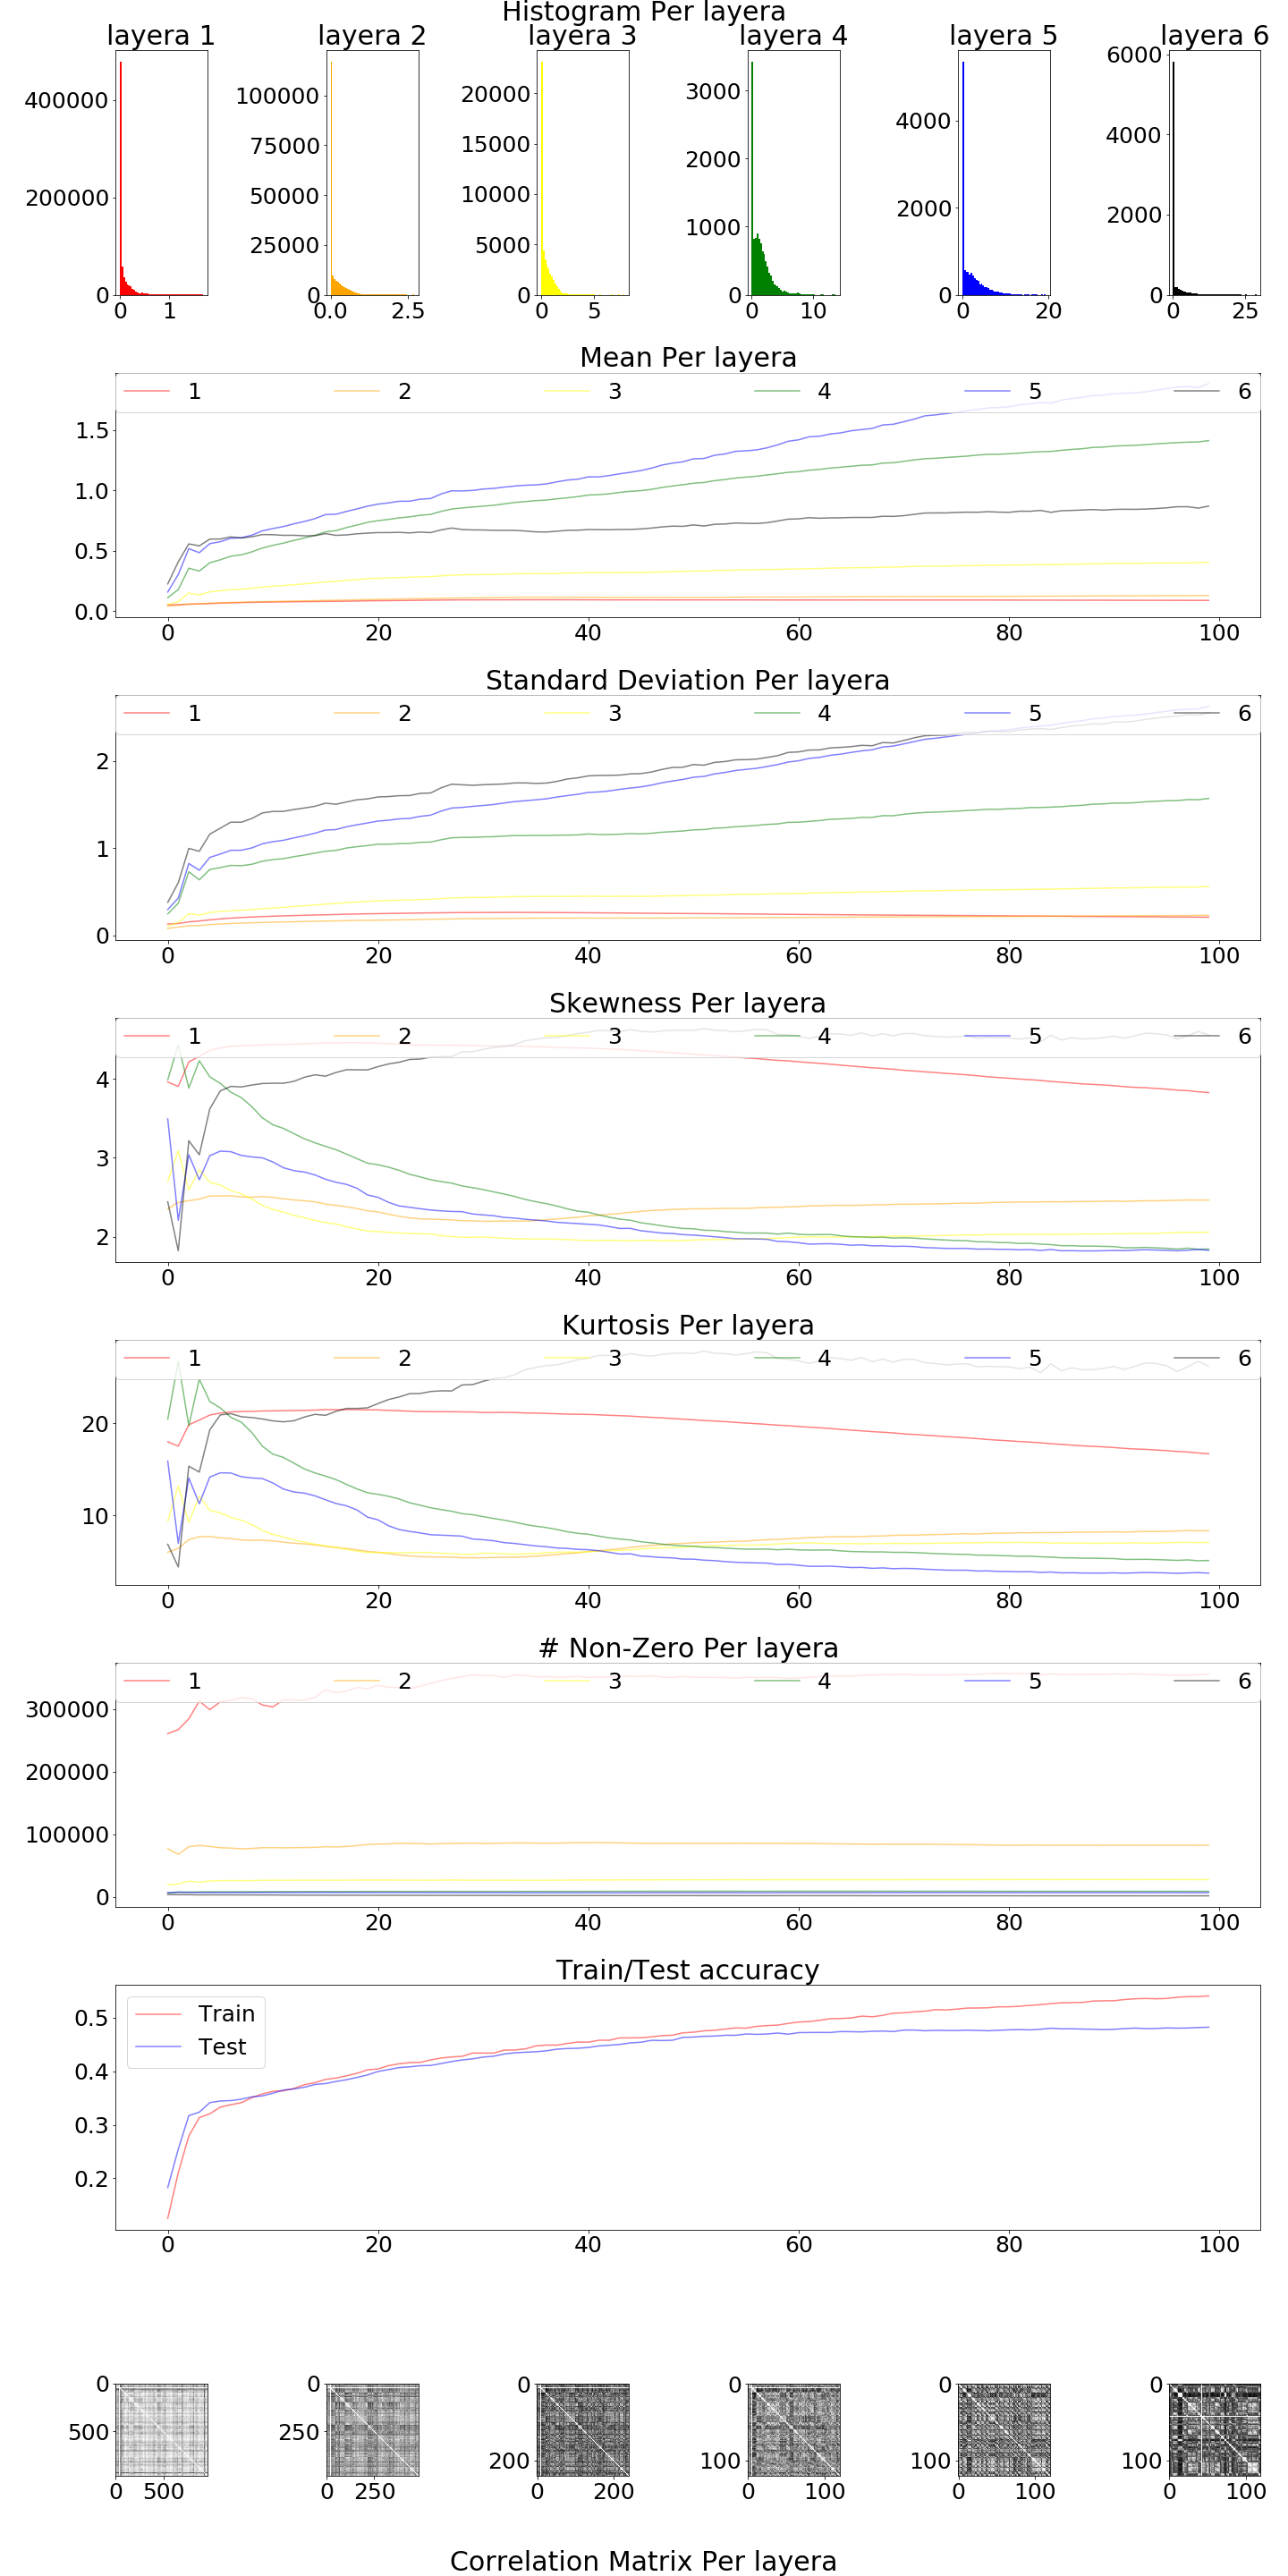 Histogram Per layera
layera 1 layera 2 layera 3 layera 4 layera 5 layera 6
400000 200000 0
0 1
100000 75000 50000 25000 0
0.0 2.5
20000 15000 10000 5000 0
0 5
3000 2000 1000 0
0 10
4000 2000 0
0 20
6000 4000 2000 0
0 25
Mean Per layera
1 2 3 4 5 6
1.5
1.0
0.5
0.0
0 20 40 60 80 100
Standard Deviation Per layera
1 2 3 4 5 6
2
1
0
0 20 40 60 80 100
Skewness Per layera
1 2 3 4 5 6
4
3
2
0 20 40 60 80 100
Kurtosis Per layera
1 2 3 4 5 6
20
10
0 20 40 60 80 100
# Non-Zero Per layera
1 2 3 4 5 6
300000
200000
100000
0
0 20 40 60 80 100
Train/Test accuracy
Train
Test
0.5
0.4
0.3
0.2
0 20 40 60 80 100
0 500
0 500
0 250
0 250
0 200
0 200
0 100
0 100
0 100
0 100
0 100
0 100
Correlation Matrix Per layera